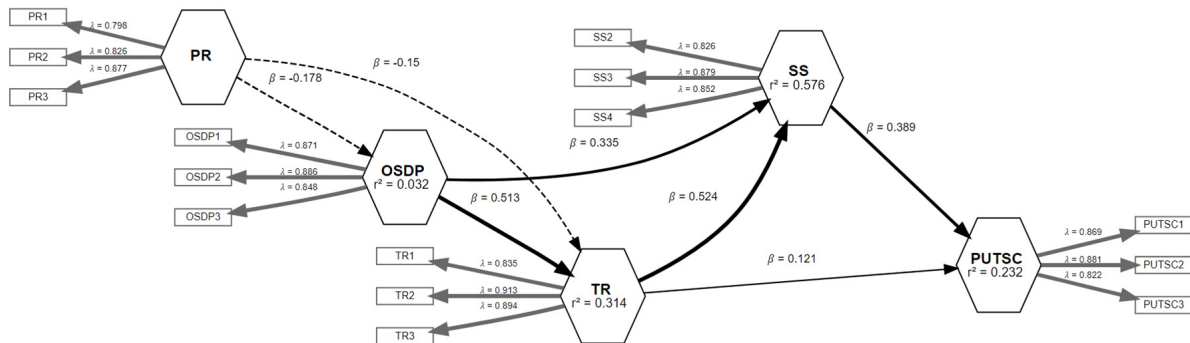 PR1
λ = 0.798
PR2
λ = 0.826
PR3
λ = 0.877
PR
β = -0.178
β = -0.15
OSDP1
λ = 0.871
OSDP2
λ = 0.886
OSDP3
λ = 0.848
OSDP
r² = 0.032
β = 0.513
β = 0.335
SS2
λ = 0.826
SS3
λ = 0.879
SS4
λ = 0.852
SS
r² = 0.576
β = 0.389
β = 0.524
TR1
λ = 0.835
TR2
λ = 0.913
TR3
λ = 0.894
TR
r² = 0.314
β = 0.121
PUTSC
r² = 0.232
λ = 0.869
PUTSC1
λ = 0.881
PUTSC2
λ = 0.822
PUTSC3